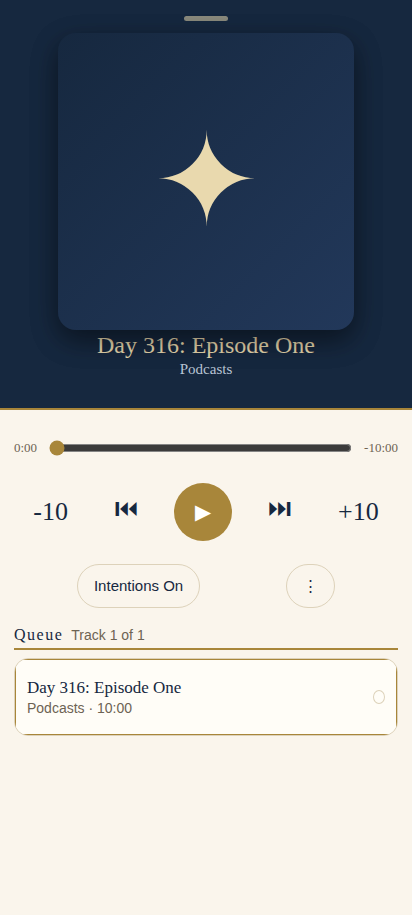 Day 316: Episode One
Podcasts
0:00 -10:00
-10 +10
Intentions On
Queue Track 1 of 1
Day 316: Episode One
Podcasts · 10:00